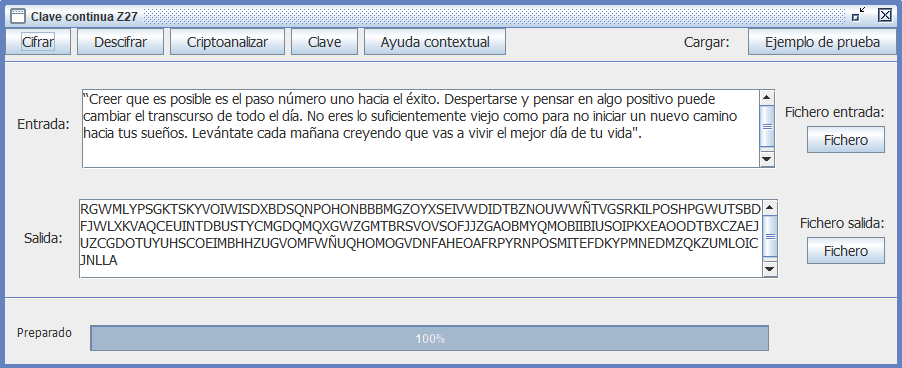 Clave continua Z27
Cifrar Descifrar Criptoanalizar Clave Ayuda contextual Cargar: Ejemplo de prueba
Entrada:
“Creer que es posible es el paso número uno hacia el éxito. Despertarse y pensar en algo positivo puede
cambiar el transcurso de todo el día. No eres lo suficientemente viejo como para no iniciar un nuevo camino
hacia tus sueños. Levántate cada mañana creyendo que vas a vivir el mejor día de tu vida".
Fichero entrada:
Fichero
Salida:
RGWMLYPSGKTSKYVOIWISDXBDSQNPOHONBBBMGZOYXSEIVWDIDTBZNOUWWÑTVGSRKILPOSHPGWUTSBD
FJWLXKVAQCEUINTDBUSTYCMGDQMQXGWZGMTBRSVOVSOFJJZGAOBMYQMOBIIBIUSOIPKXEAOODTBXCZAEJ
UZCGDOTUYUHSCOEIMBHHZUGVOMFWÑUQHOMOGVDNFAHEOAFRPYRNPOSMITEFDKYPMNEDMZQKZUMLOIC
JNLLA
Fichero salida:
Fichero
Preparado
100%